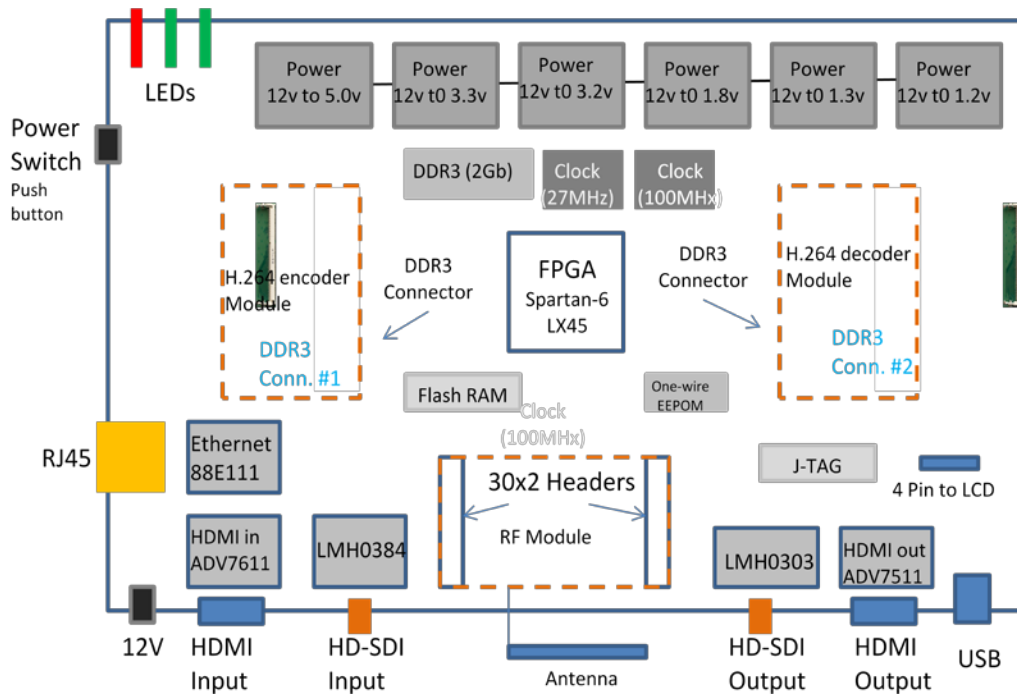 LEDs
Power
12v to 5.0v
Power
12v t0 3.3v
Power
12v t0 3.2v
Power
12v t0 1.8v
Power
12v t0 1.3v
Power
12v t0 1.2v
Power
Switch
Push
button
DDR3 (2Gb)
Clock
(27MHz)
Clock
(100MHx)
H.264 encoder
Module
DDR3
Conn. #1
DDR3
Connector
FPGA
Spartan-6
LX45
DDR3
Connector
H.264 decoder
Module
DDR3
Conn. #2
Flash RAM
One-wire
EEPOM
Clock
(100MHx)
RJ45
Ethernet
88E111
30x2 Headers
RF Module
J-TAG
4 Pin to LCD
HDMI in
ADV7611
LMH0384
LMH0303
HDMI out
ADV7511
12V
HDMI
Input
HD-SDI
Input
Antenna
HD-SDI
Output
HDMI
Output
USB